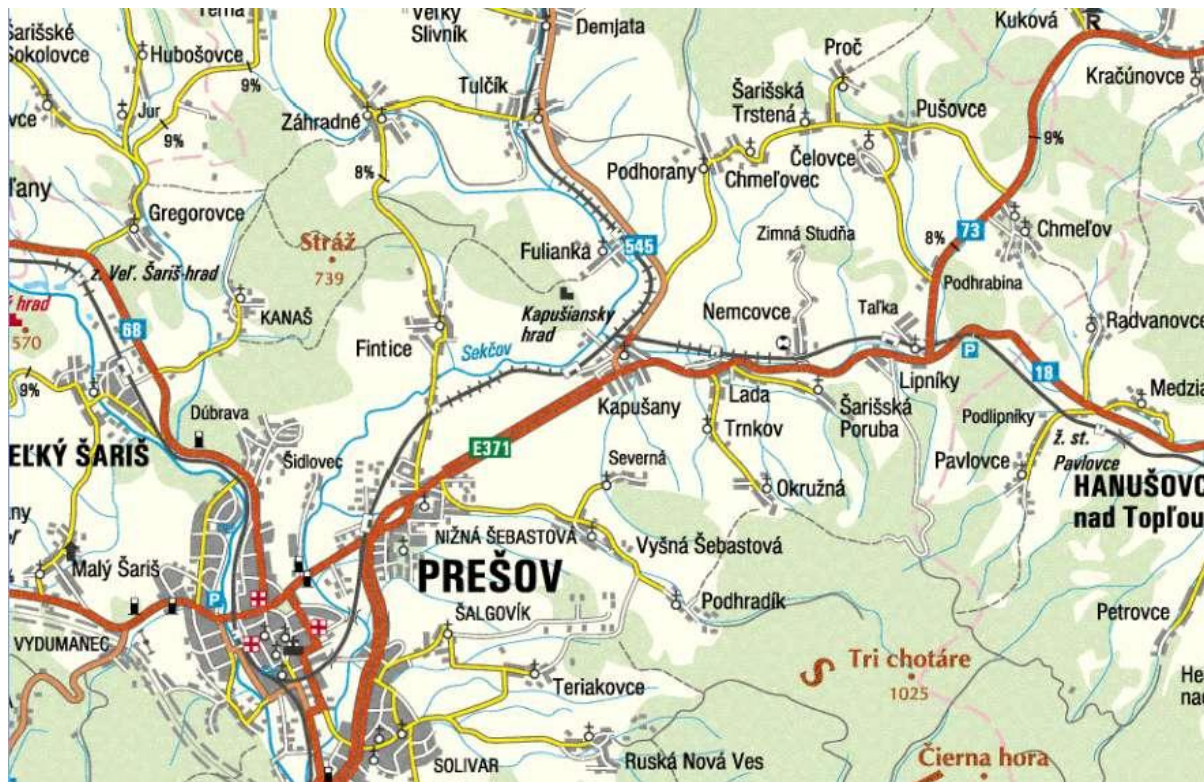 Šarišské
Sokolovce
Hubošovce
Veľký
Slivník
Demjata
Kuková
Kračúnovce
Proč
Tulčík
Šarišská
Trstená
Pušovce
9%
Jur
9%
Záhradné
9%
8%
Podhorany
Chmeľovec
Čelovce
Gregorovce
Stráž
739
Fulianka
545
Zimná Studňa
73
8%
Chmeľov
z. Veľ. Šariš-hrad
hrad
570
KANAŠ
68
Kapušiansky
hrad
Nemcovce
Taľka
Podhrabina
Radvanovce
Fintice
Sekčov
P
Lipníky
18
9%
Dúbrava
Kapušany
Lada
Šarišská
Poruba
Podlipníky
Medzia
Trnkov
E371
ž. st.
Pavlovce
Pavlovce
Šidlovec
Severná
Okružná
HANUŠOVC
nad Topľou
NIŽNÁ ŠEBASTOVÁ
Vyšná Šebastová
Malý Šariš
PREŠOV
P
Podhradík
Petrovce
VYDUMANEC
ŠALGOVÍK
Tri chotáre
1025
Teriakovce
SOLIVAR
Ruská Nová Ves
Čierna hora